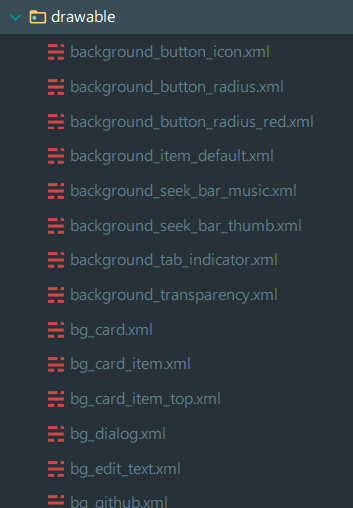 drawable
background_button_icon.xml
background_button_radius.xml
background_button_radius_red.xml
background_item_default.xml
background_seek_bar_music.xml
background_seek_bar_thumb.xml
background_tab_indicator.xml
background_transparency.xml
bg_card.xml
bg_card_item.xml
bg_card_item_top.xml
bg_dialog.xml
bg_edit_text.xml
bg_github.xml